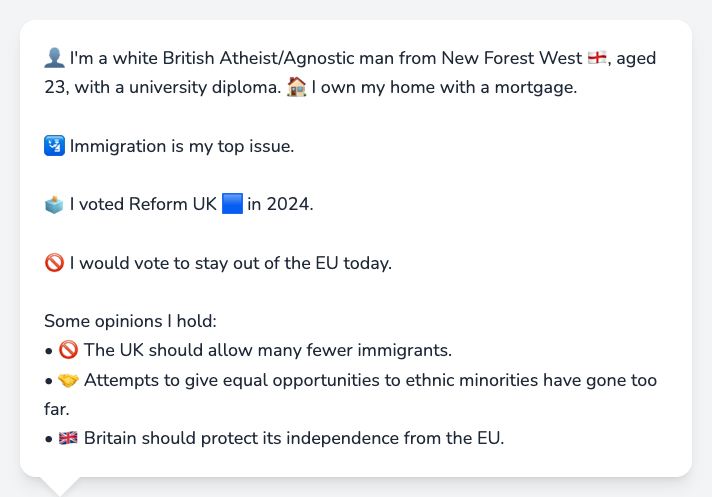 👤 I'm a white British Atheist/Agnostic man from New Forest West 🏴󠁧󠁢󠁥󠁮󠁧󠁿, aged
23, with a university diploma. 🏠 I own my home with a mortgage.
🛂 Immigration is my top issue.
🗳️ I voted Reform UK 🟦 in 2024.
🚫 I would vote to stay out of the EU today.
Some opinions I hold:
• 🚫 The UK should allow many fewer immigrants.
• 🤝 Attempts to give equal opportunities to ethnic minorities have gone too
far.
• 🇬🇧 Britain should protect its independence from the EU.